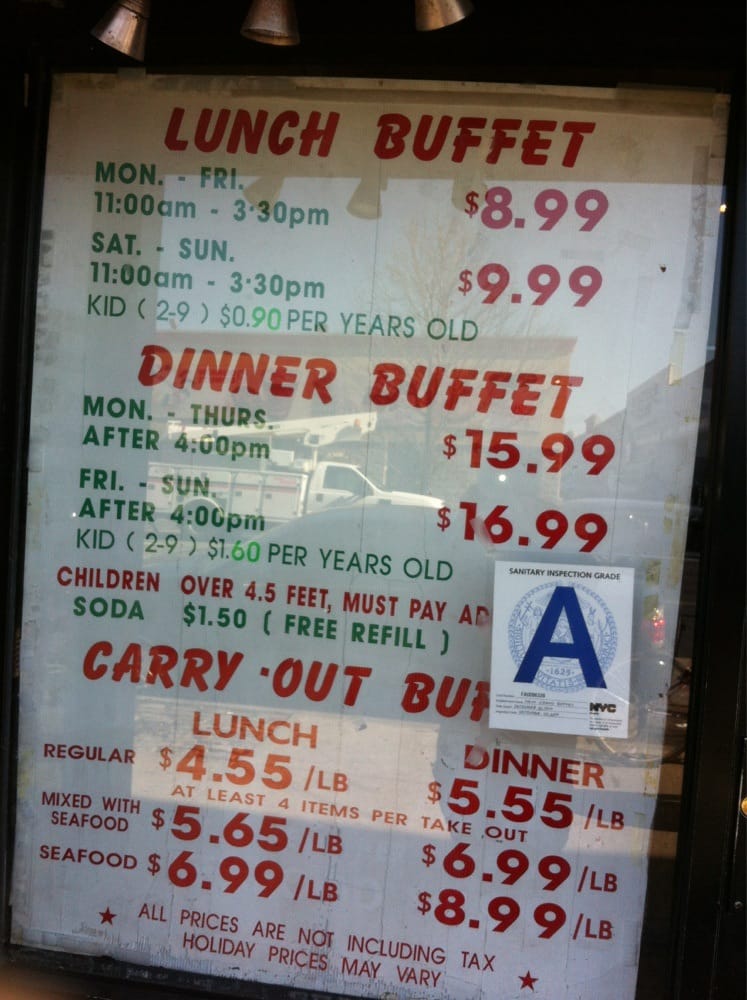 LUNCH BUFFET
MON. - FRI.
11:00am - 3:30pm $8.99
SAT. - SUN.
11:00am - 3:30pm $9.99
KID ( 2-9 ) $0.90 PER YEARS OLD
DINNER BUFFET
MON. - THURS.
AFTER 4:00pm $15.99
FRI. - SUN.
AFTER 4:00pm $16.99
KID ( 2-9 ) $1.60 PER YEARS OLD
CHILDREN OVER 4.5 FEET, MUST PAY AD
SODA $1.50 ( FREE REFILL )
SANITARY INSPECTION GRADE
A
1625
NYC
CARRY-OUT BUF
LUNCH DINNER
REGULAR $4.55/LB $5.55/LB
AT LEAST 4 ITEMS PER TAKE OUT
MIXED WITH
SEAFOOD $5.65/LB $6.99/LB
SEAFOOD $6.99/LB $8.99/LB
★ ALL PRICES ARE NOT INCLUDING TAX
HOLIDAY PRICES MAY VARY ★